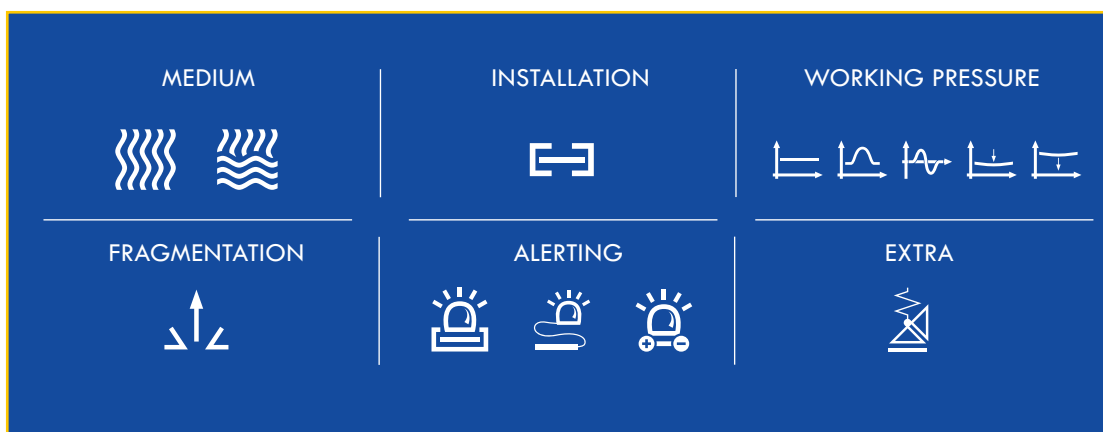 MEDIUM
INSTALLATION
WORKING PRESSURE
FRAGMENTATION
ALERTING
EXTRA